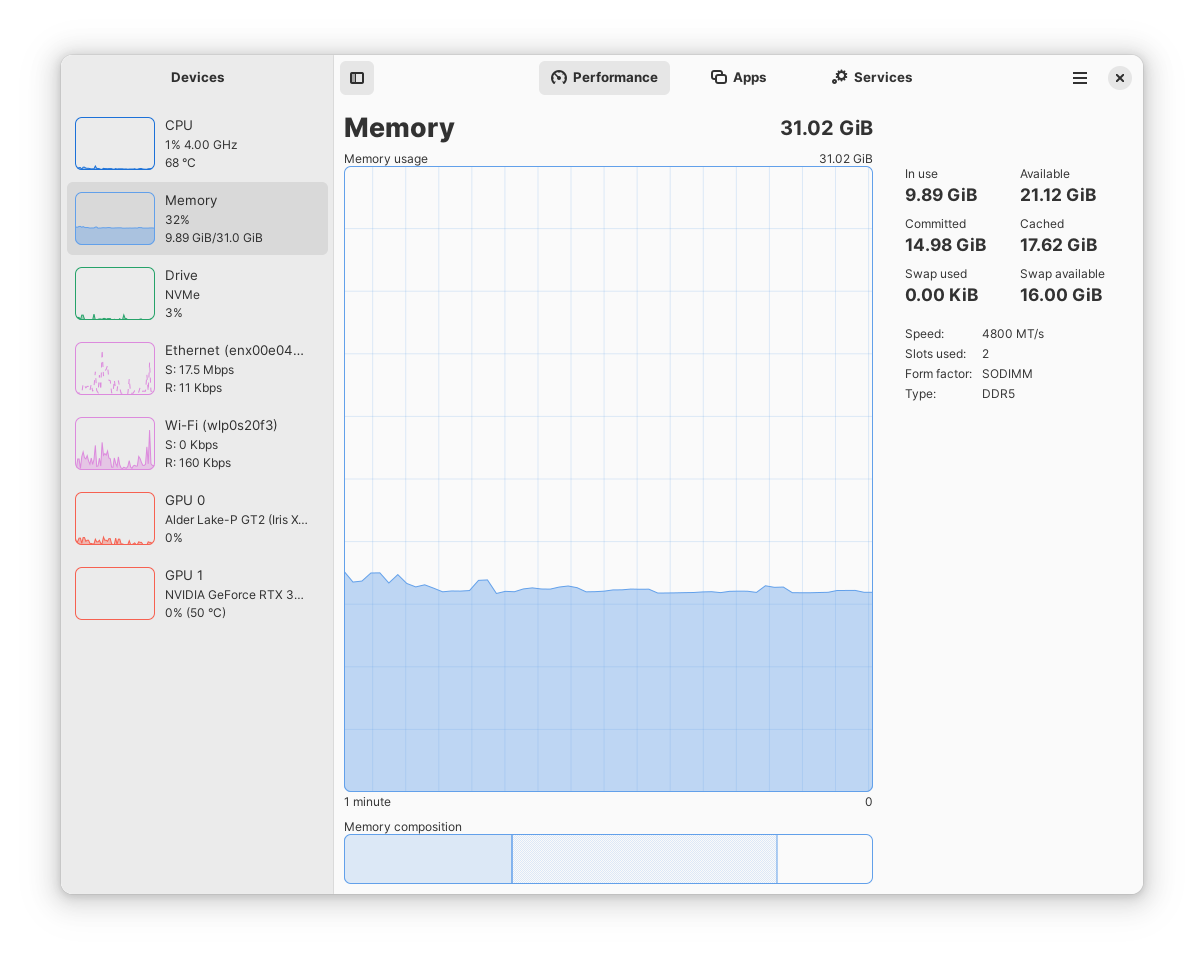 Devices
Performance
Apps
Services
CPU
1% 4.00 GHz
68 °C
Memory
32%
9.89 GiB/31.0 GiB
Drive
NVMe
3%
Ethernet (enx00e04...
S: 17.5 Mbps
R: 11 Kbps
Wi-Fi (wlp0s20f3)
S: 0 Kbps
R: 160 Kbps
GPU 0
Alder Lake-P GT2 (Iris X...
0%
GPU 1
NVIDIA GeForce RTX 3...
0% (50 °C)
Memory 31.02 GiB
Memory usage 31.02 GiB
1 minute 0
Memory composition
In use Available
9.89 GiB 21.12 GiB
Committed Cached
14.98 GiB 17.62 GiB
Swap used Swap available
0.00 KiB 16.00 GiB
Speed: 4800 MT/s
Slots used: 2
Form factor: SODIMM
Type: DDR5